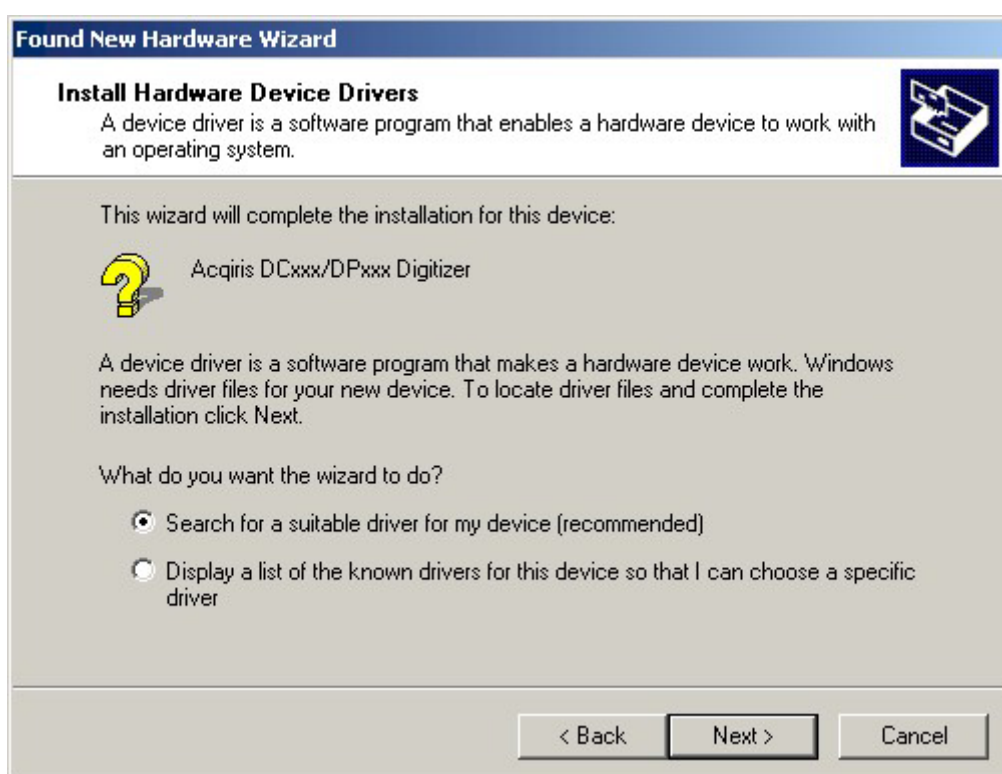 Found New Hardware Wizard
Install Hardware Device Drivers
A device driver is a software program that enables a hardware device to work with
an operating system.
This wizard will complete the installation for this device:
Acqiris DCxxx/DPxxx Digitizer
A device driver is a software program that makes a hardware device work. Windows
needs driver files for your new device. To locate driver files and complete the
installation click Next.
What do you want the wizard to do?
Search for a suitable driver for my device (recommended)
Display a list of the known drivers for this device so that I can choose a specific
driver
< Back Next > Cancel